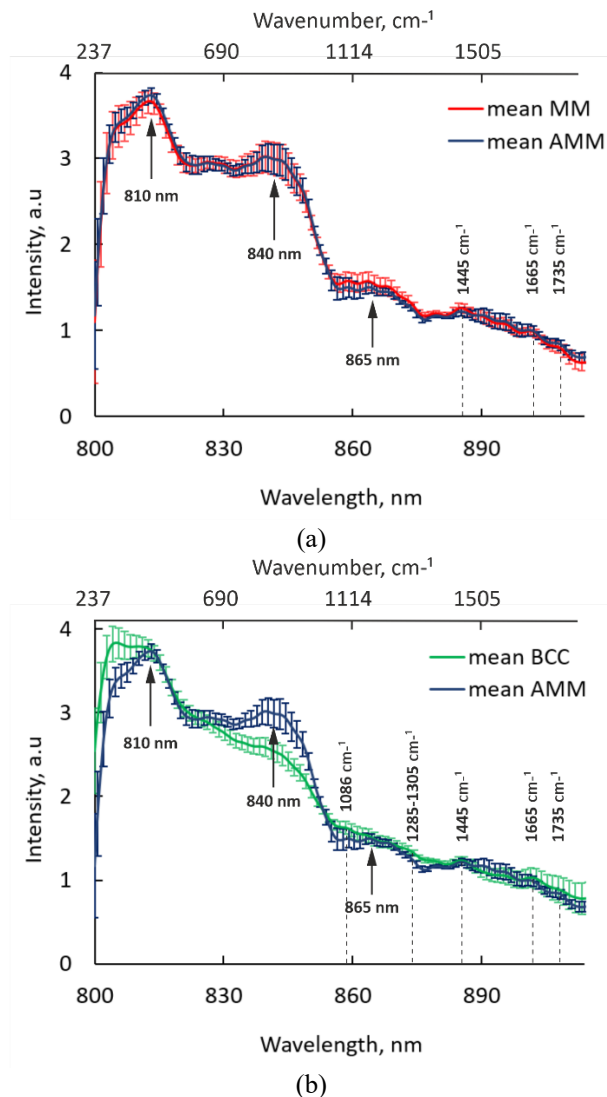 Wavenumber, cm⁻¹
237 690 1114 1505
4
3
2
1
0
Intensity, a.u
mean MM
mean AMM
810 nm
840 nm
865 nm
1445 cm⁻¹
1665 cm⁻¹
1735 cm⁻¹
800 830 860 890
Wavelength, nm
(a)
Wavenumber, cm⁻¹
237 690 1114 1505
4
3
2
1
0
Intensity, a.u
mean BCC
mean AMM
810 nm
840 nm
865 nm
1086 cm⁻¹
1285-1305 cm⁻¹
1445 cm⁻¹
1665 cm⁻¹
1735 cm⁻¹
800 830 860 890
Wavelength, nm
(b)